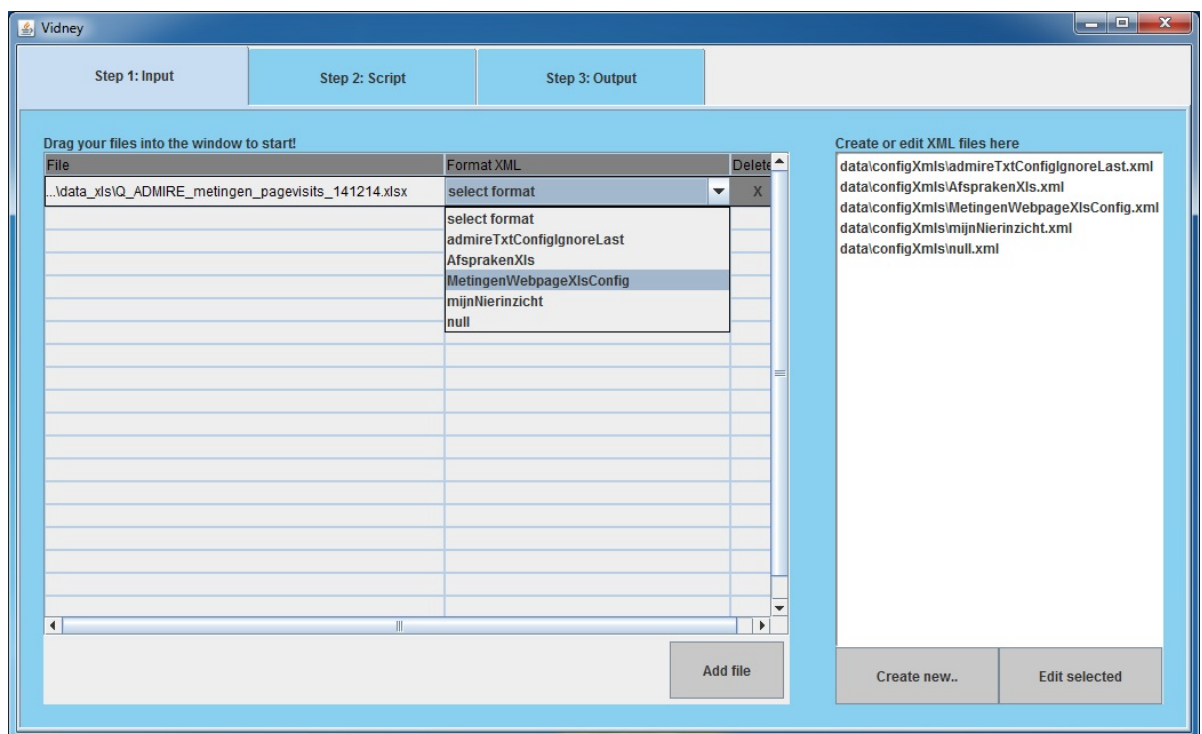 Vidney
Step 1: Input
Step 2: Script
Step 3: Output
Drag your files into the window to start!
File Format XML Delete
...\data_xls\Q_ADMIRE_metingen_pagevisits_141214.xlsx select format X
select format
admireTxtConfigIgnoreLast
AfsprakenXls
MetingenWebpageXlsConfig
mijnNierinzicht
null
Add file
Create or edit XML files here
data\configXmls\admireTxtConfigIgnoreLast.xml
data\configXmls\AfsprakenXls.xml
data\configXmls\MetingenWebpageXlsConfig.xml
data\configXmls\mijnNierinzicht.xml
data\configXmls\null.xml
Create new..
Edit selected